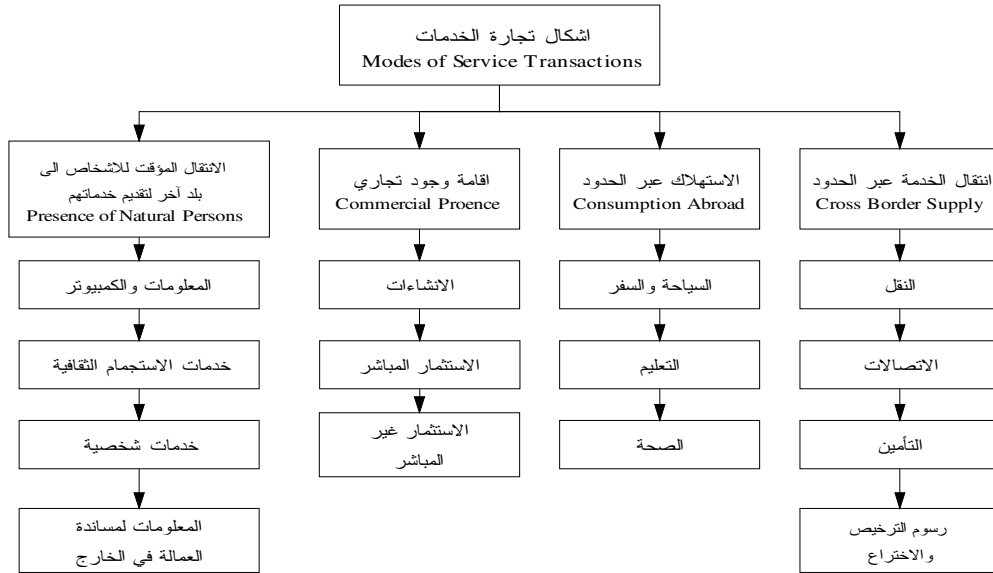 اشكال تجارة الخدمات
Modes of Service Transactions
انتقال الخدمة عبر الحدود
Cross Border Supply
النقل
الاتصالات
التأمين
رسوم الترخيص
والاختراع
الاستهلاك عبر الحدود
Consumption Abroad
السياحة والسفر
التعليم
الصحة
اقامة وجود تجاري
Commercial Proence
الانشاءات
الاستثمار المباشر
الاستثمار غير
المباشر
الانتقال المؤقت للاشخاص الى
بلد آخر لتقديم خدماتهم
Presence of Natural Persons
المعلومات والكمبيوتر
خدمات الاستجمام الثقافية
خدمات شخصية
المعلومات لمساندة
العمالة في الخارج